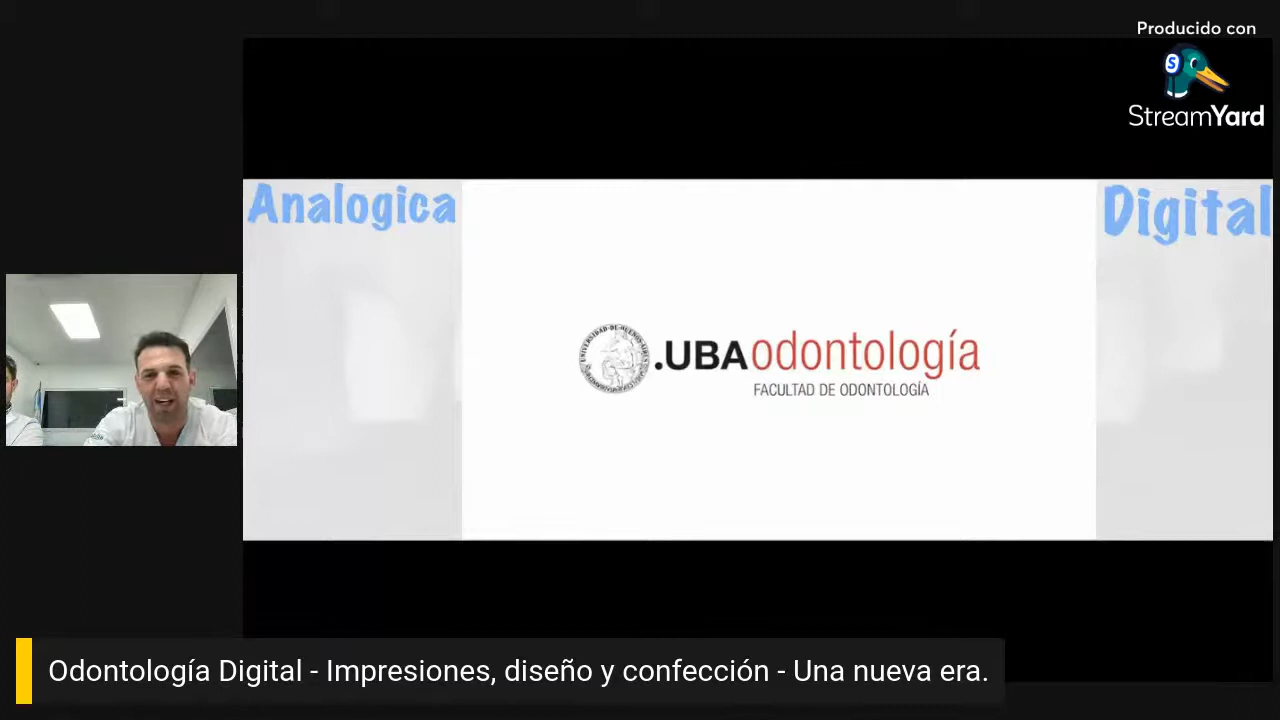 Producido con
StreamYard
Analogica
Digital
.UBAodontología
FACULTAD DE ODONTOLOGÍA
Odontología Digital - Impresiones, diseño y confección - Una nueva era.